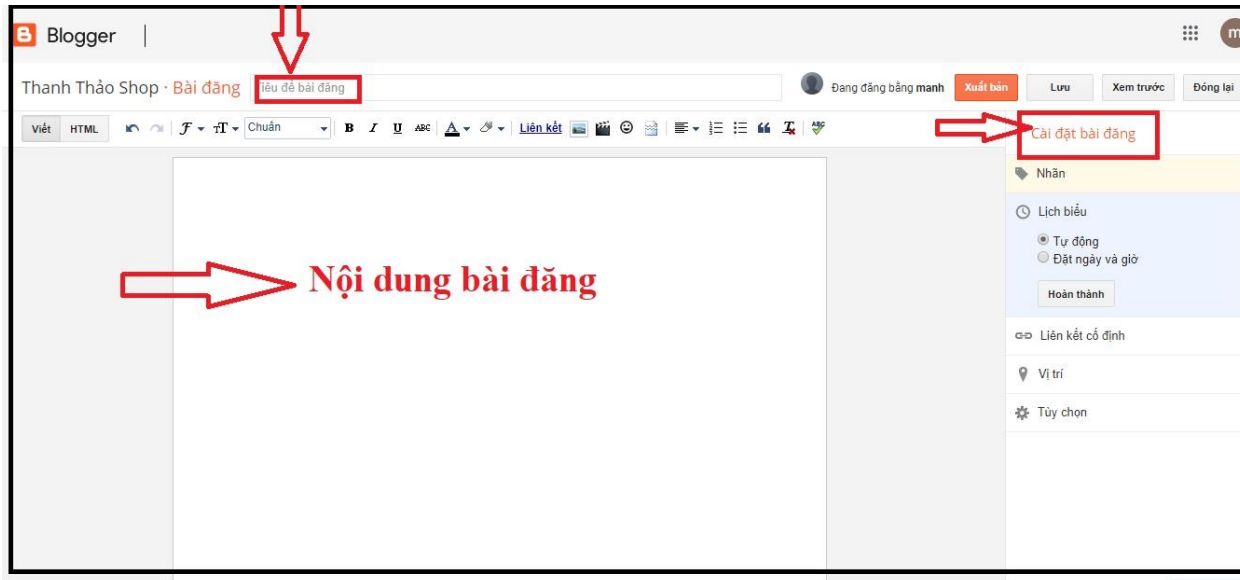 Blogger
m
Thanh Thảo Shop · Bài đăng
Tiêu đề bài đăng
Đang đăng bằng manh
Xuất bản
Lưu
Xem trước
Đóng lại
Viết HTML
Chuẩn
B I U ABC A Liên kết
Cài đặt bài đăng
Nhãn
Lịch biểu
Tự động
Đặt ngày và giờ
Hoàn thành
Nội dung bài đăng
Liên kết cố định
Vị trí
Tùy chọn